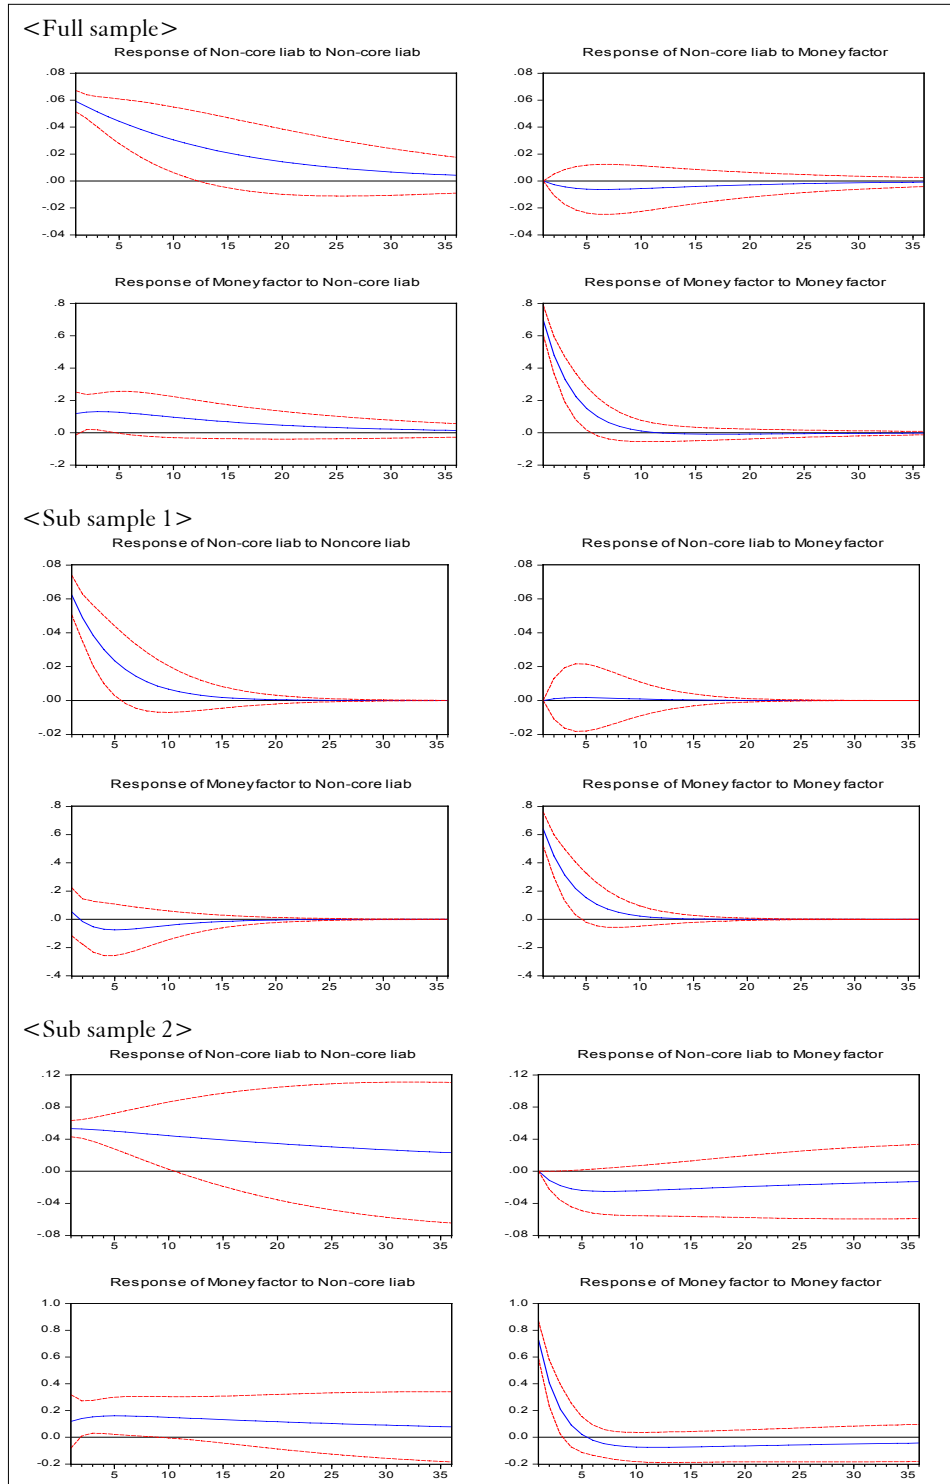 <Full sample>
Response of Non-core liab to Non-core liab
.08
.06
.04
.02
.00
-.02
-.04
5 10 15 20 25 30 35
Response of Non-core liab to Money factor
.08
.06
.04
.02
.00
-.02
-.04
5 10 15 20 25 30 35
Response of Money factor to Non-core liab
.8
.6
.4
.2
.0
-.2
5 10 15 20 25 30 35
Response of Money factor to Money factor
.8
.6
.4
.2
.0
-.2
5 10 15 20 25 30 35
<Sub sample 1>
Response of Non-core liab to Noncore liab
.08
.06
.04
.02
.00
-.02
5 10 15 20 25 30 35
Response of Non-core liab to Money factor
.08
.06
.04
.02
.00
-.02
5 10 15 20 25 30 35
Response of Money factor to Non-core liab
.8
.6
.4
.2
.0
-.2
-.4
5 10 15 20 25 30 35
Response of Money factor to Money factor
.8
.6
.4
.2
.0
-.2
-.4
5 10 15 20 25 30 35
<Sub sample 2>
Response of Non-core liab to Non-core liab
.12
.08
.04
.00
-.04
-.08
5 10 15 20 25 30 35
Response of Non-core liab to Money factor
.12
.08
.04
.00
-.04
-.08
5 10 15 20 25 30 35
Response of Money factor to Non-core liab
1.0
0.8
0.6
0.4
0.2
0.0
-0.2
5 10 15 20 25 30 35
Response of Money factor to Money factor
1.0
0.8
0.6
0.4
0.2
0.0
-0.2
5 10 15 20 25 30 35